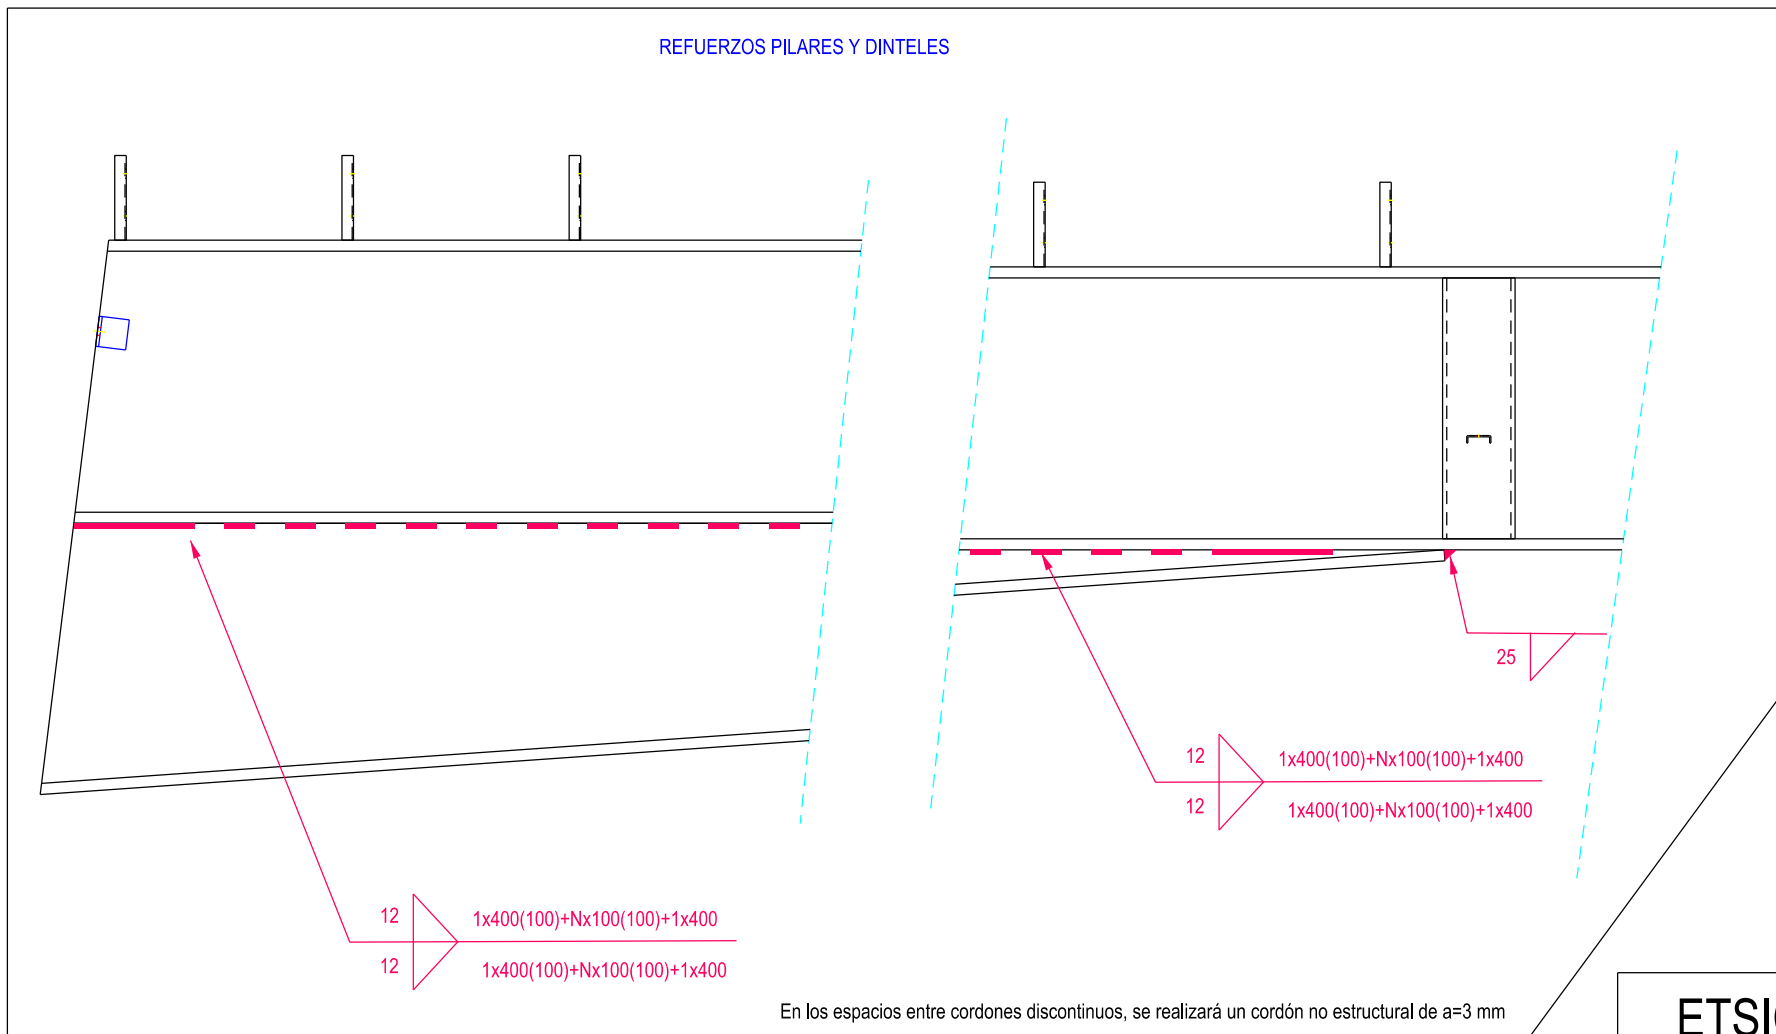 REFUERZOS PILARES Y DINTELES
25
12
1x400(100)+Nx100(100)+1x400
12
1x400(100)+Nx100(100)+1x400
12
1x400(100)+Nx100(100)+1x400
12
1x400(100)+Nx100(100)+1x400
En los espacios entre cordones discontinuos, se realizará un cordón no estructural de a=3 mm